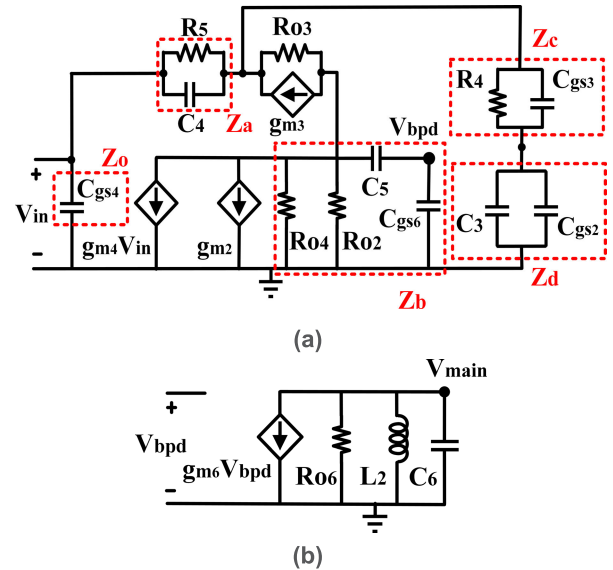 R5
Ro3
Zc
R4
Cgs3
C4
Za
gm3
Vbpd
Zo
+
Cgs4
Vin
C5
Cgs6
C3
Cgs2
gm4Vin
gm2
Ro4
Ro2
-
Zb
Zd
(a)
Vmain
+
Vbpd
gm6Vbpd
Ro6
L2
C6
-
(b)